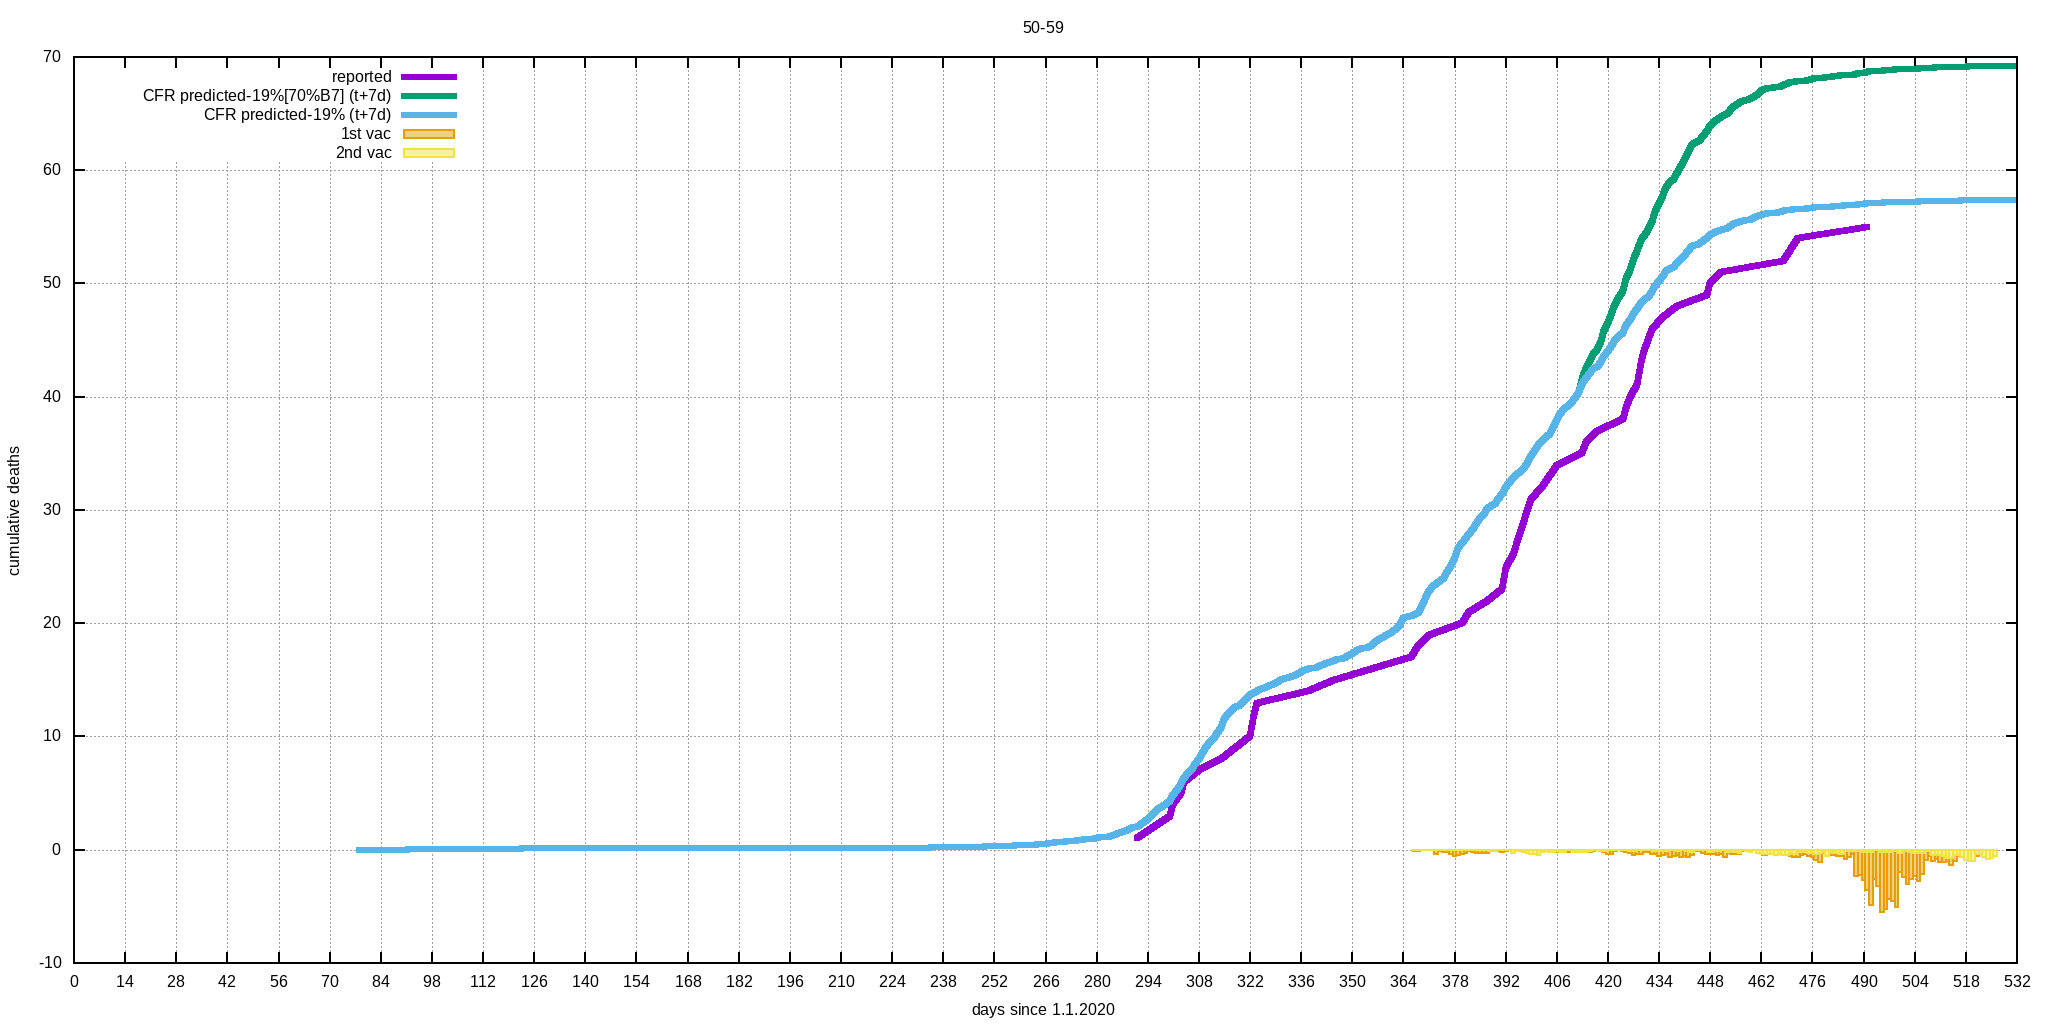 50-59
70
60
50
40
30
20
10
0
-10
cumulative deaths
reported
CFR predicted-19%[70%B7] (t+7d)
CFR predicted-19% (t+7d)
1st vac
2nd vac
0 14 28 42 56 70 84 98 112 126 140 154 168 182 196 210 224 238 252 266 280 294 308 322 336 350 364 378 392 406 420 434 448 462 476 490 504 518 532
days since 1.1.2020